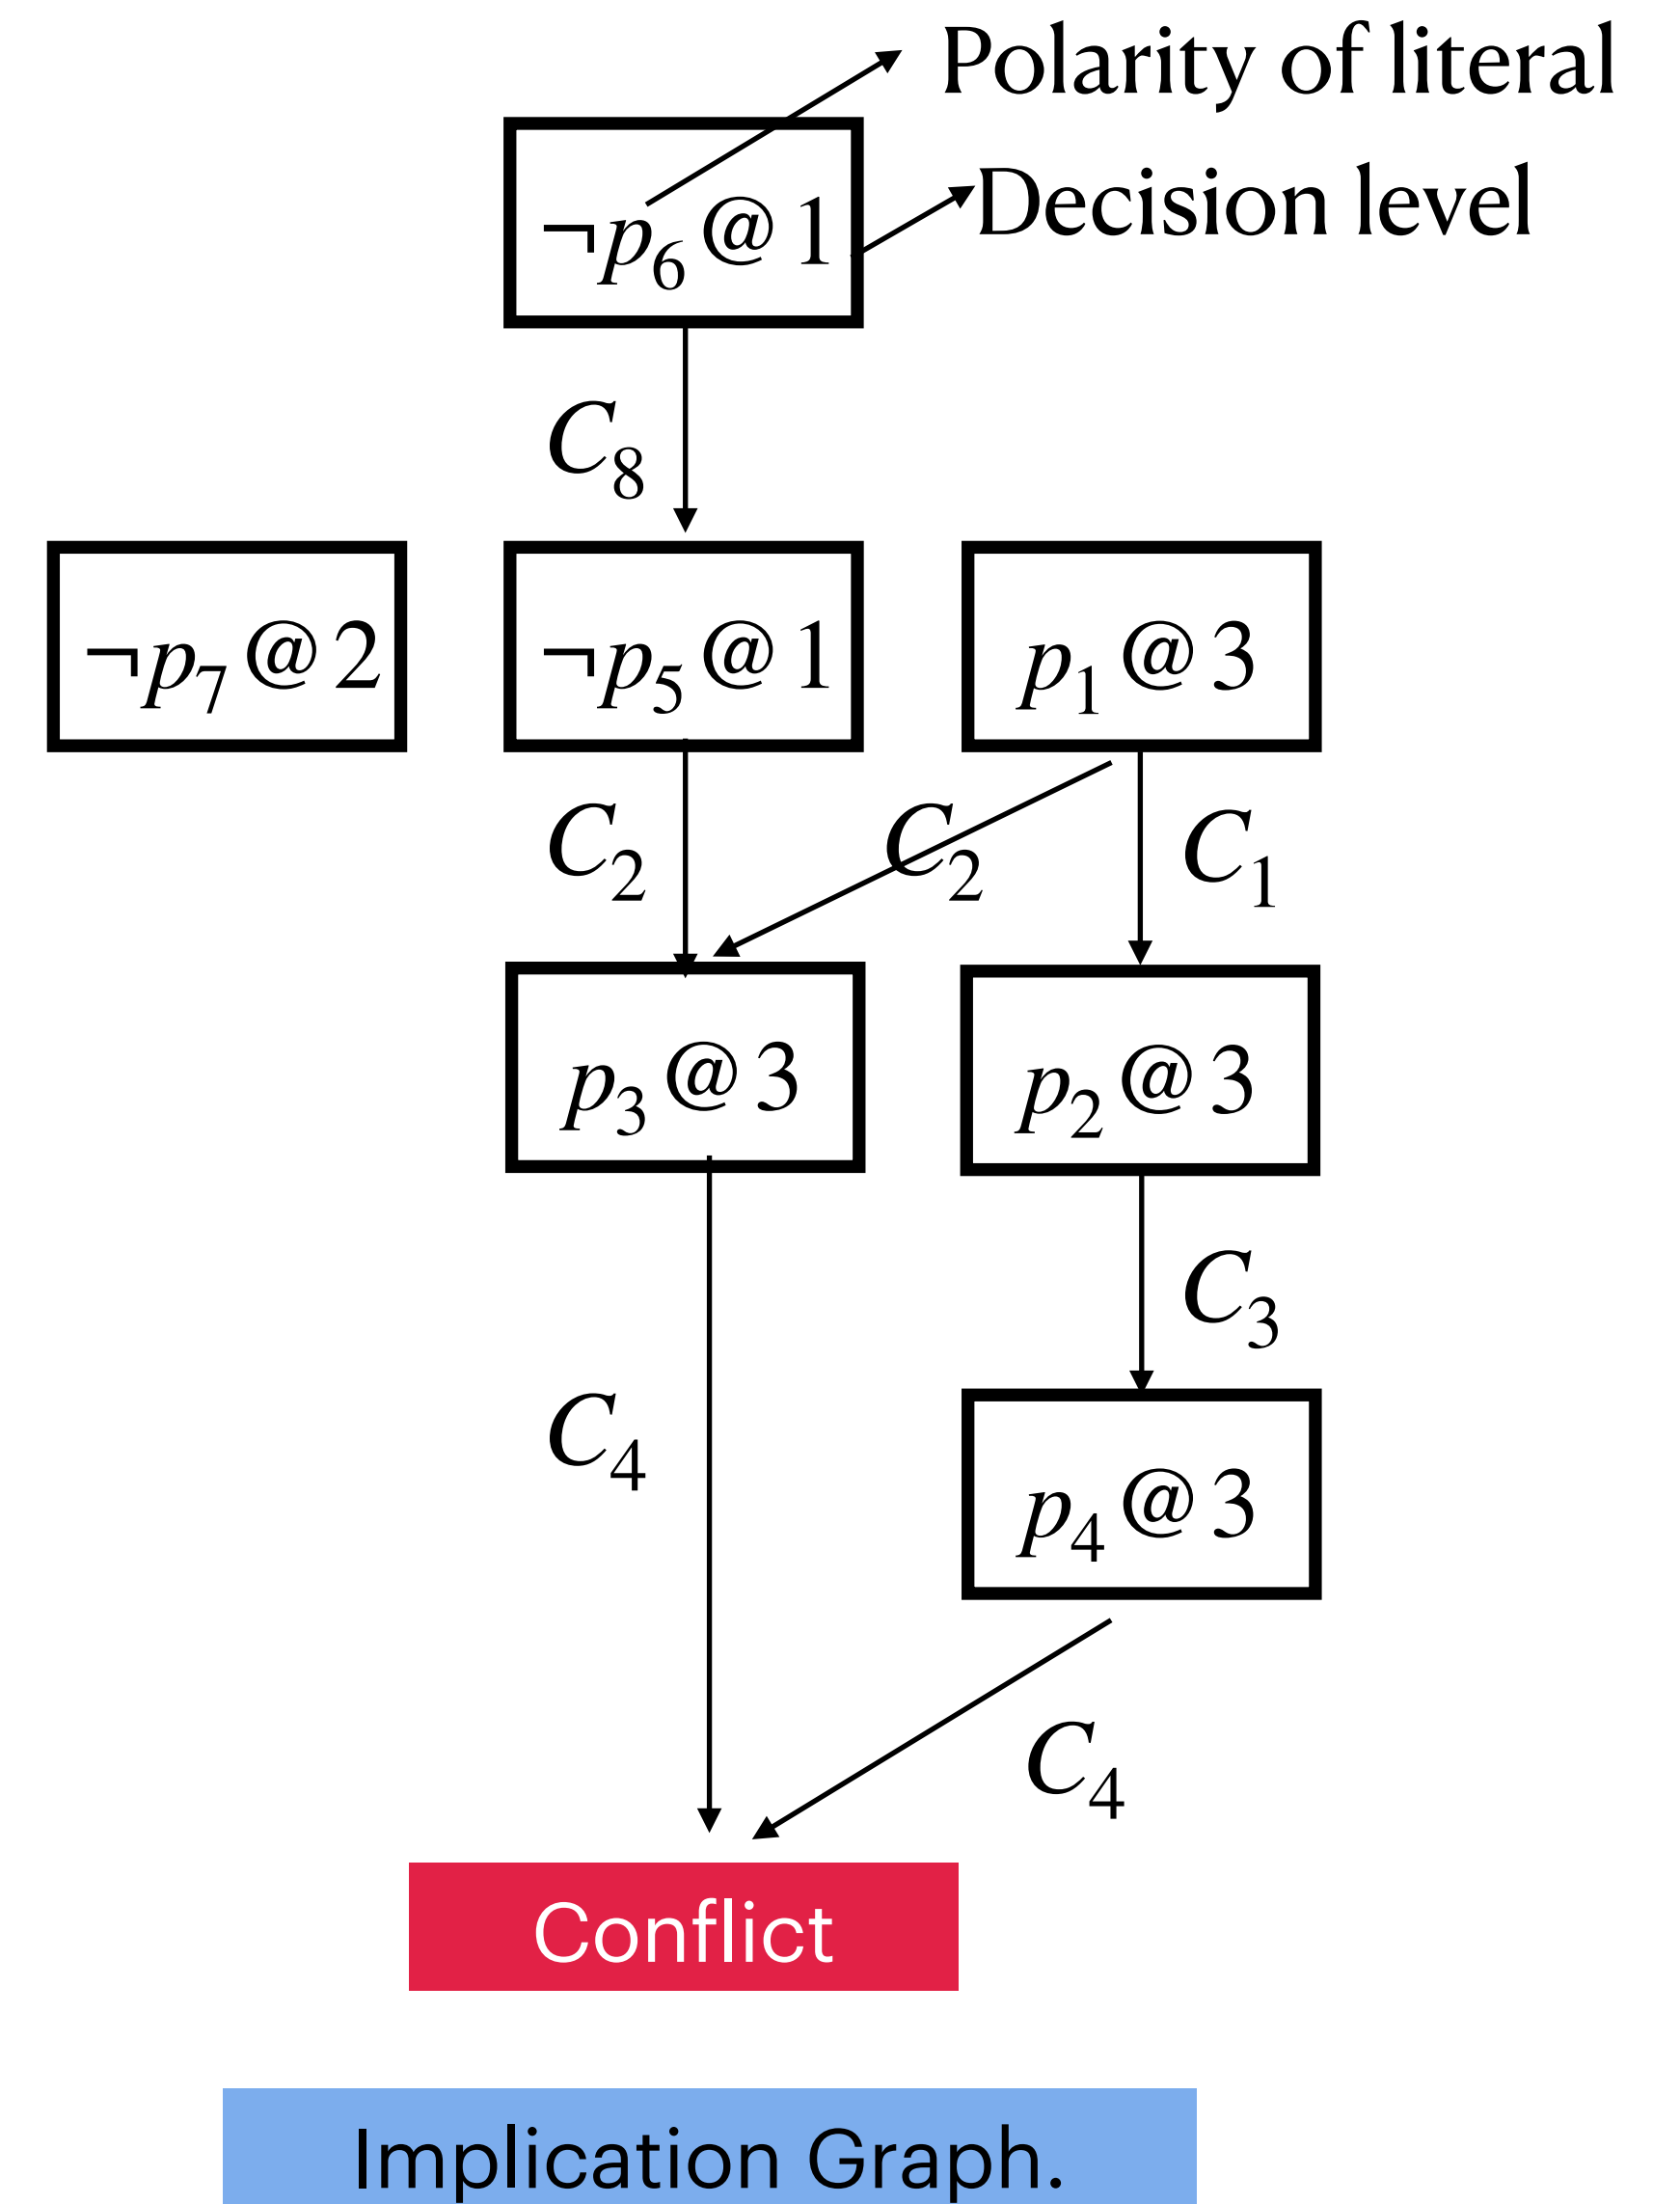 Polarity of literal
Decision level
¬p₆@1
C₈
¬p₇@2
¬p₅@1
p₁@3
C₂
C₂
C₁
p₃@3
p₂@3
C₃
C₄
p₄@3
C₄
Conflict
Implication Graph.